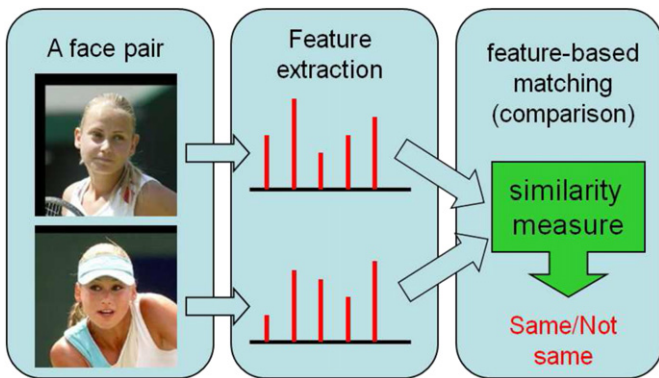 A face pair
Feature
extraction
feature-based
matching
(comparison)
similarity
measure
Same/Not
same